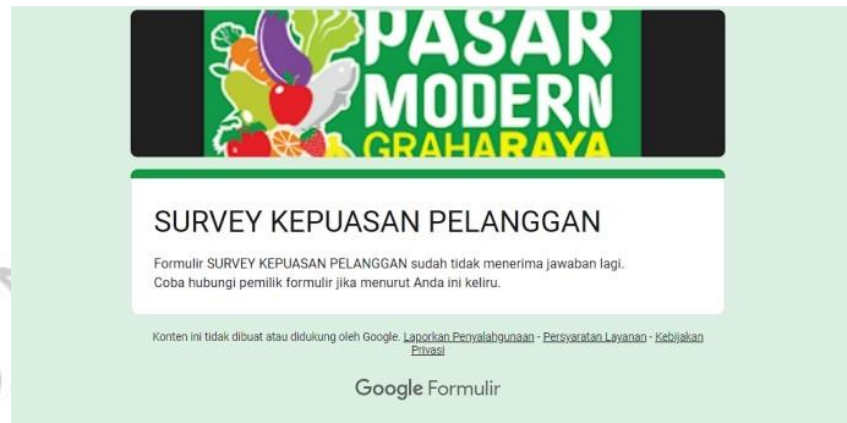 PASAR
MODERN
GRAHARAYA
SURVEY KEPUASAN PELANGGAN
Formulir SURVEY KEPUASAN PELANGGAN sudah tidak menerima jawaban lagi.
Coba hubungi pemilik formulir jika menurut Anda ini keliru.
Konten ini tidak dibuat atau didukung oleh Google. Laporkan Penyalahgunaan - Persyaratan Layanan - Kebijakan
Privasi
Google Formulir